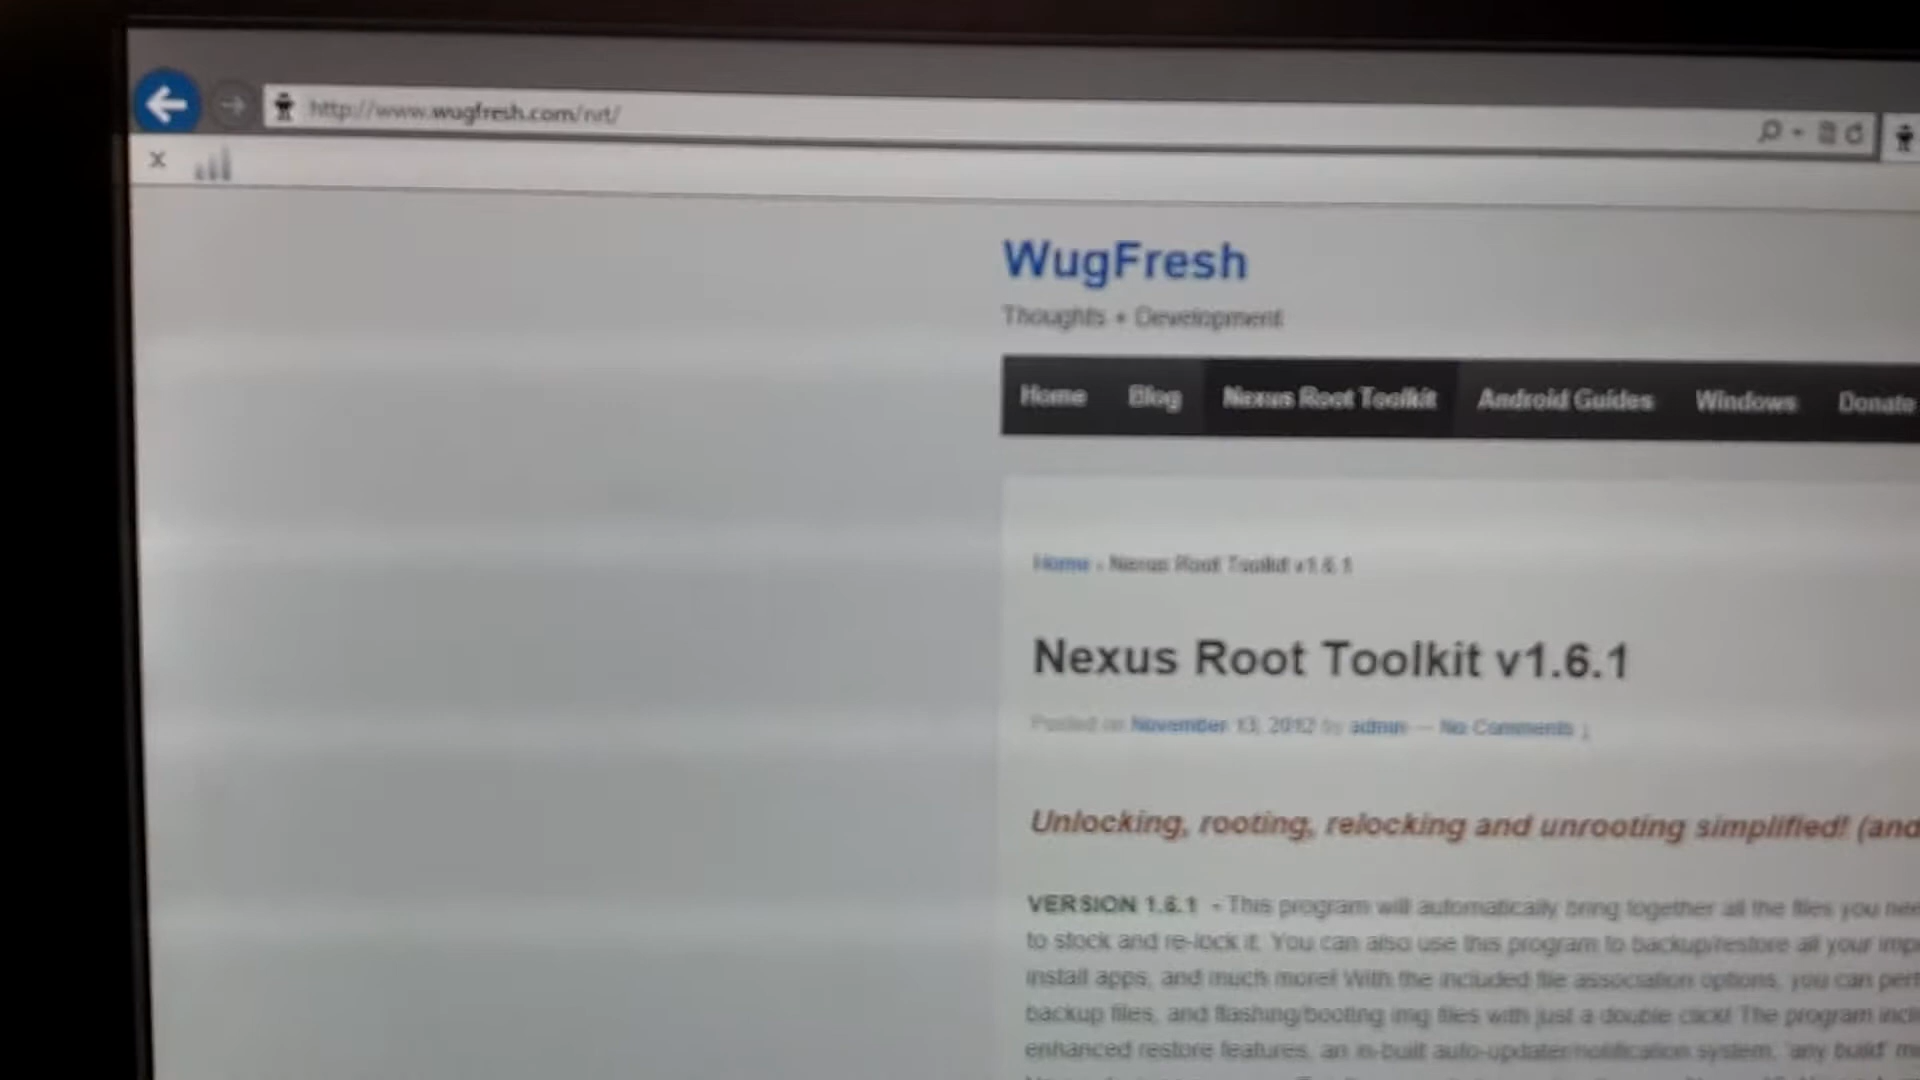 http://www.wugfresh.com/nrt/
x
WugFresh
Thoughts + Development
Home Blog Nexus Root Toolkit Android Guides Windows Donate
Home › Nexus Root Toolkit v1.6.1
Nexus Root Toolkit v1.6.1
Posted on November 13, 2012 by admin — No Comments ↓
Unlocking, rooting, relocking and unrooting simplified! (and
VERSION 1.6.1 - This program will automatically bring together all the files you
to stock and re-lock it. You can also use this program to backup/restore all your
install apps, and much more! With the included file association options, you can
backup files, and flashing/booting img files with just a double click! The program
enhanced restore features, an in-built auto-updater/notification system, 'any build'